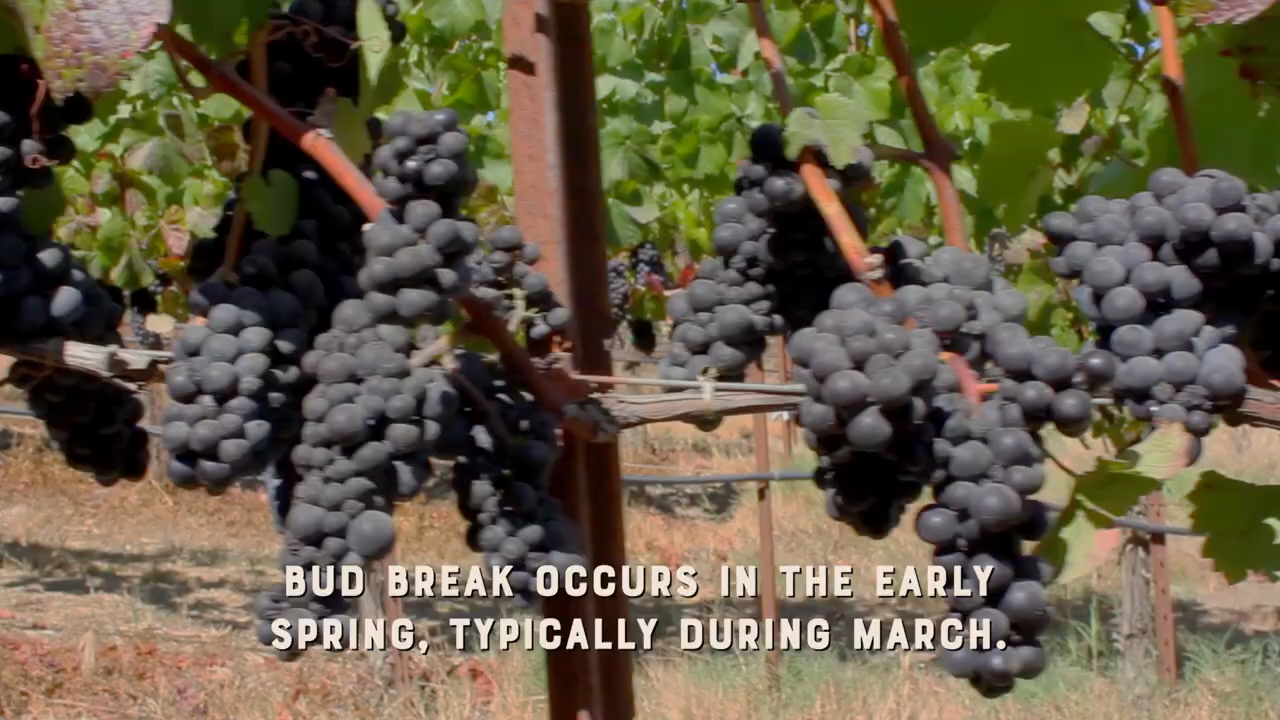 BUD BREAK OCCURS IN THE EARLY
SPRING, TYPICALLY DURING MARCH.